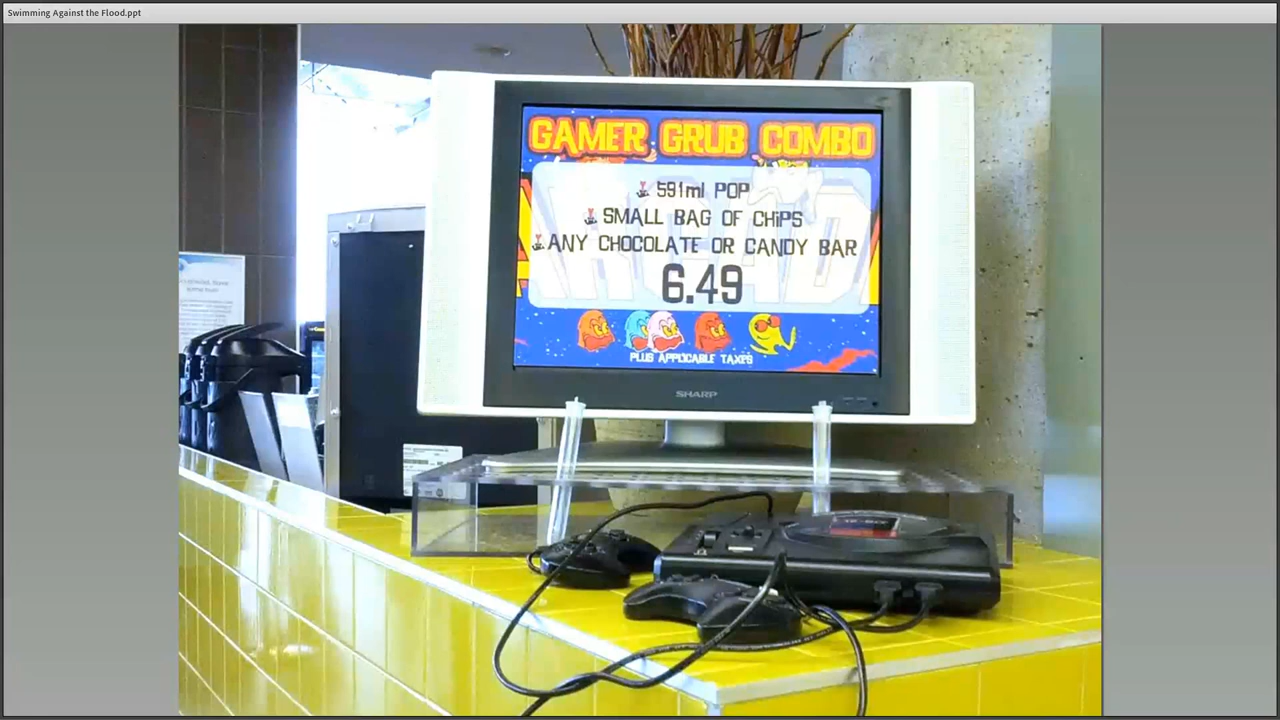 Swimming Against the Flood.ppt
GAMER GRUB COMBO
591ml POP
SMALL BAG OF CHIPS
ANY CHOCOLATE OR CANDY BAR
6.49
PLUS APPLICABLE TAXES
SHARP